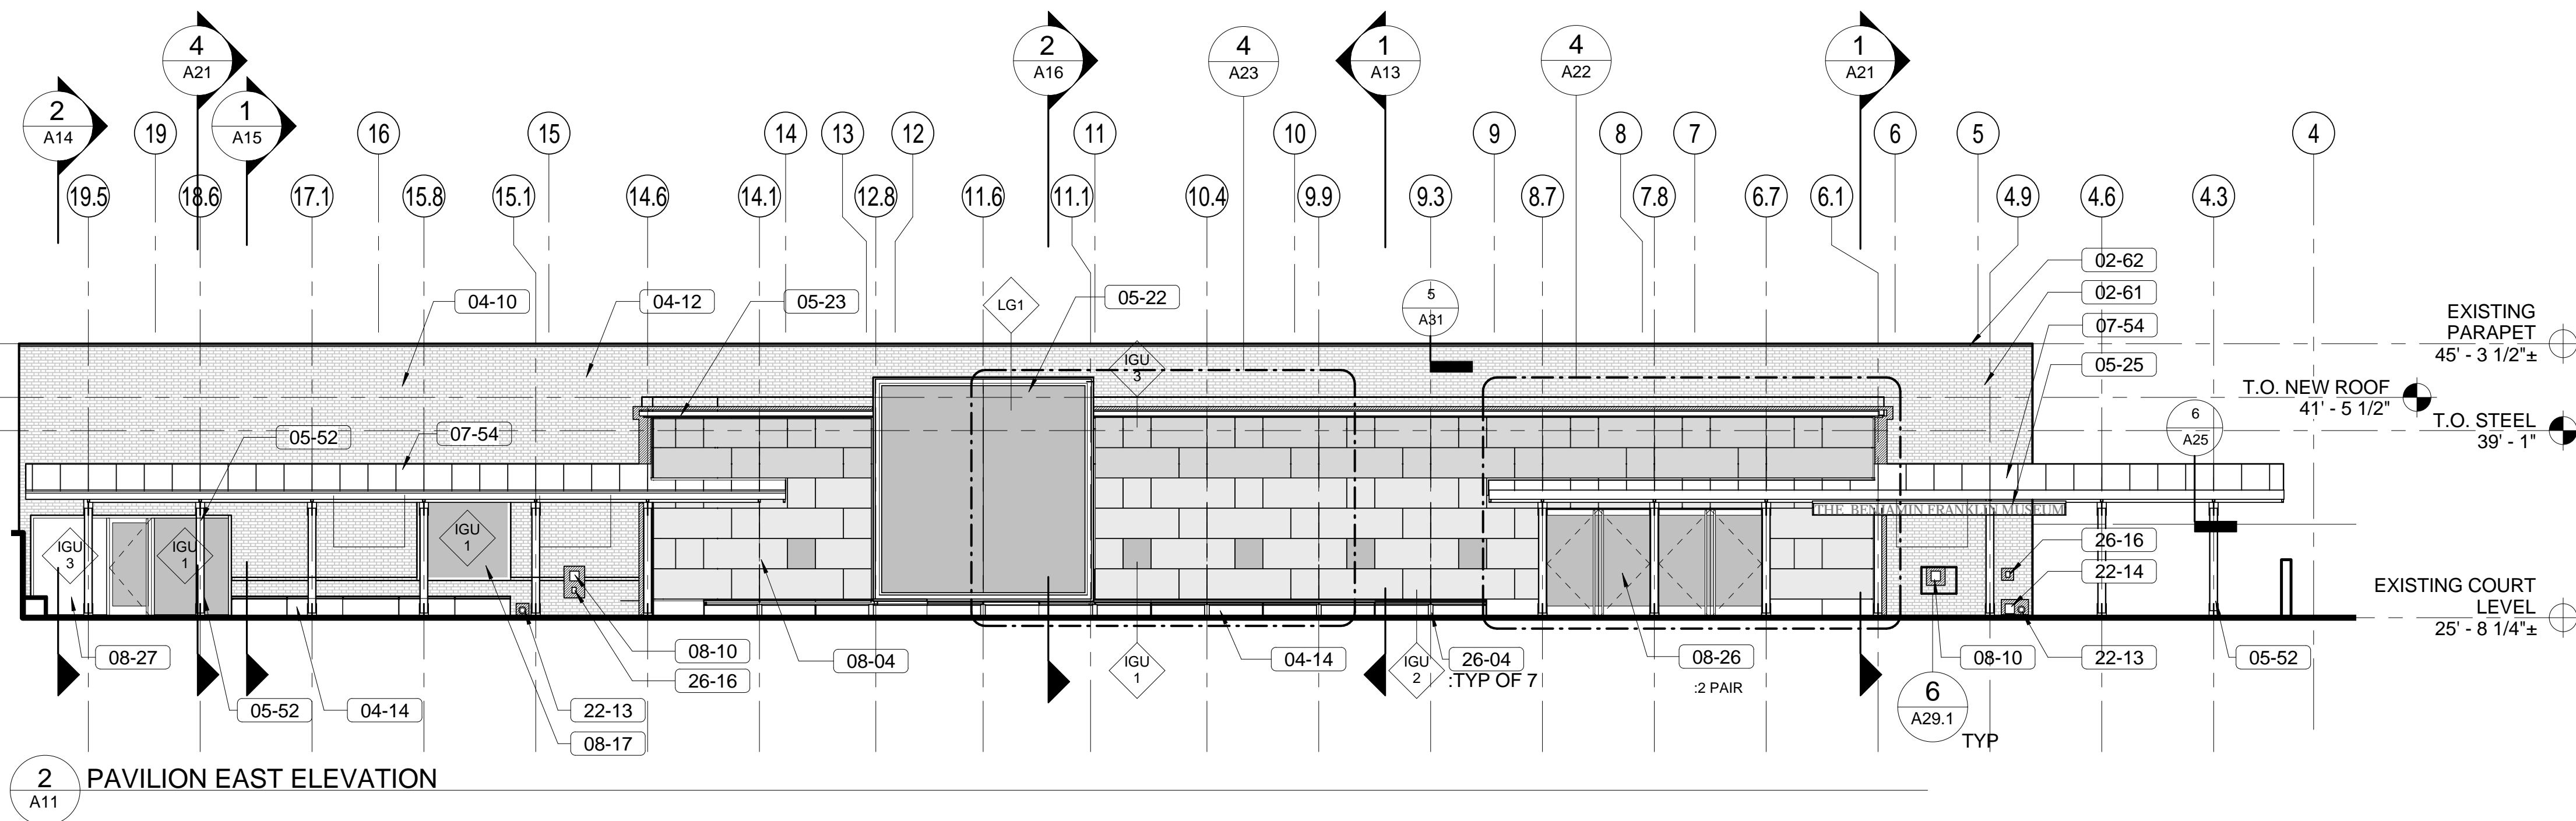 4
A21
2
A16
4
A23
1
A13
4
A22
1
A21
2
A14
1
A15
19
16
15
14
13
12
11
10
9
8
7
6
5
4
19.5
18.6
17.1
15.8
15.1
14.6
14.1
12.8
11.6
11.1
10.4
9.9
9.3
8.7
7.8
6.7
6.1
4.9
4.6
4.3
02-62
04-10
04-12
05-23
LG1
05-22
5
A31
02-61
07-54
05-25
EXISTING
PARAPET
45' - 3 1/2"±
IGU
3
T.O. NEW ROOF
41' - 5 1/2"
T.O. STEEL
39' - 1"
6
A25
05-52
07-54
THE BENJAMIN FRANKLIN MUSEUM
IGU
3
IGU
1
IGU
1
26-16
22-14
EXISTING COURT
LEVEL
25' - 8 1/4"±
08-27
08-10
26-16
08-04
IGU
1
04-14
IGU
2
26-04
:TYP OF 7
08-26
:2 PAIR
08-10
22-13
05-52
05-52
04-14
22-13
08-17
6
A29.1
TYP
2
A11
PAVILION EAST ELEVATION